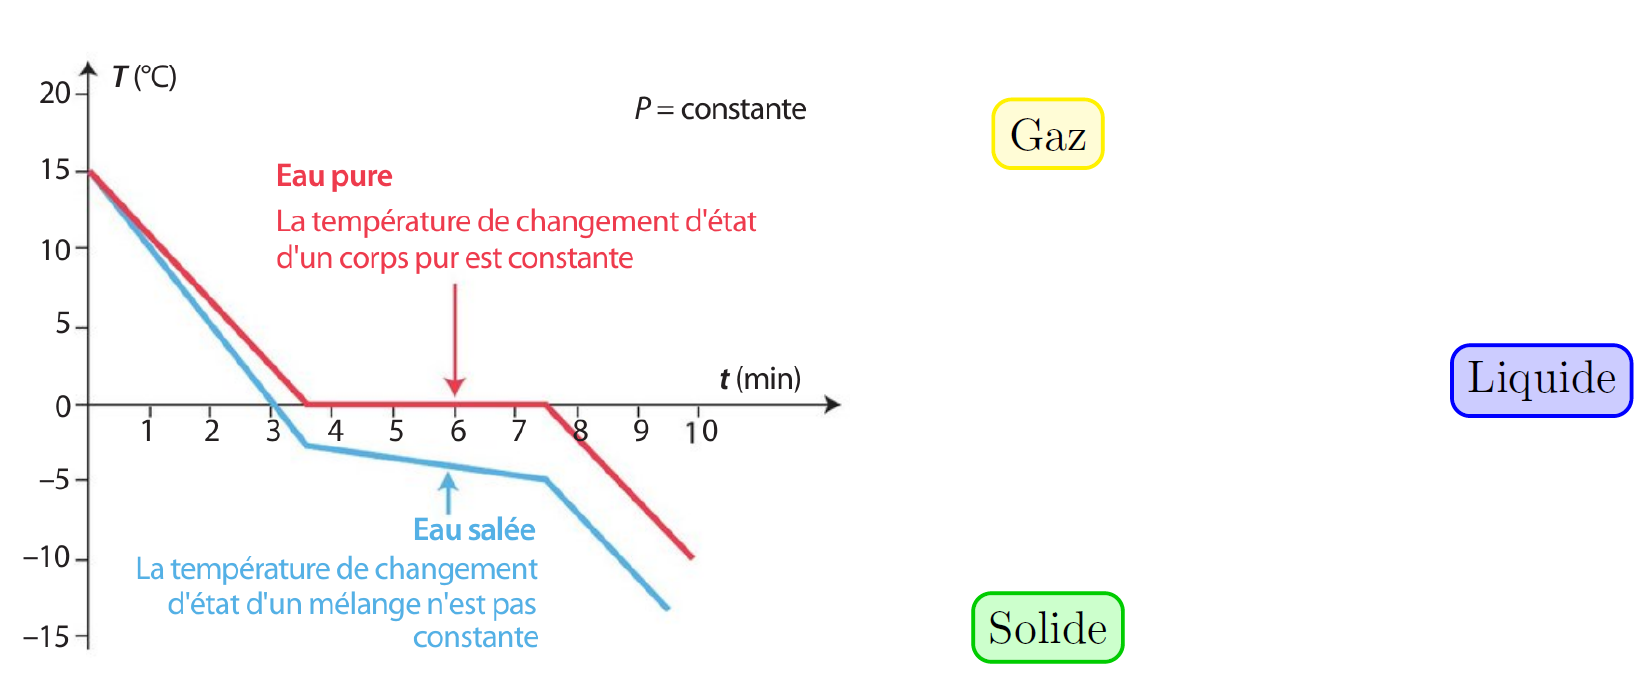 T (°C)
20
15
10
5
0
–5
–10
–15
P = constante
Eau pure
La température de changement d'état
d'un corps pur est constante
t (min)
1 2 3 4 5 6 7 8 9 10
Eau salée
La température de changement
d'état d'un mélange n'est pas
constante
Gaz
Liquide
Solide